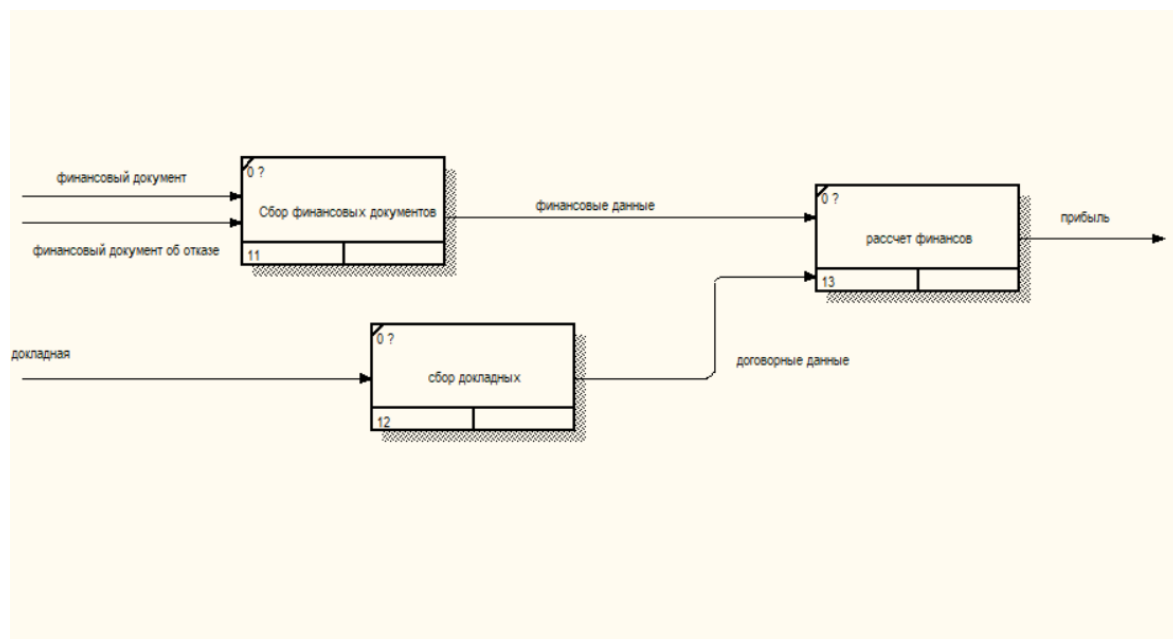 финансовый документ
финансовый документ об отказе
0 ?
Сбор финансовых документов
11
финансовые данные
0 ?
рассчет финансов
13
прибыль
докладная
0 ?
сбор докладных
12
договорные данные